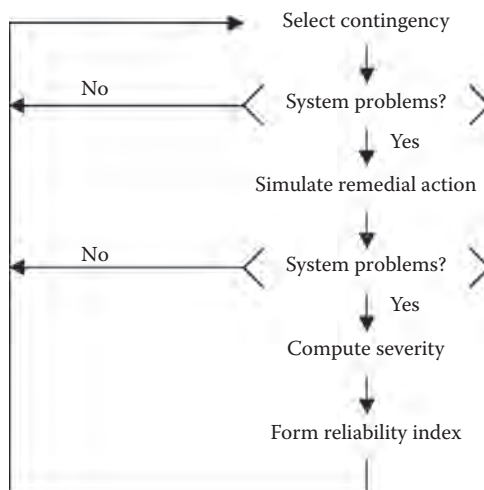 Select contingency
No
System problems?
Yes
Simulate remedial action
No
System problems?
Yes
Compute severity
Form reliability index